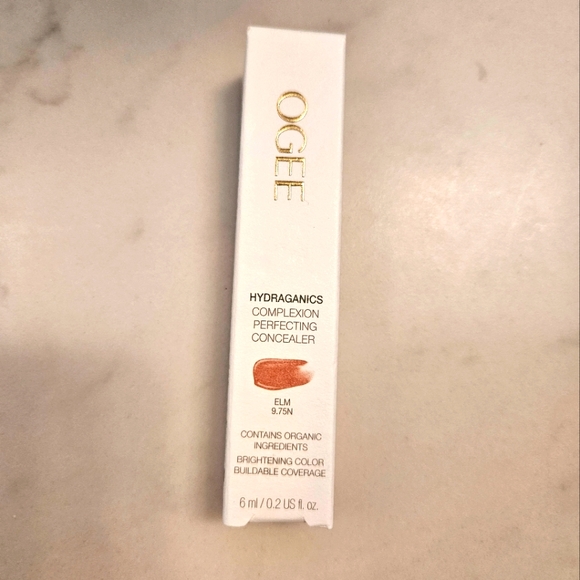 OGEE
HYDRAGANICS
COMPLEXION
PERFECTING
CONCEALER
ELM
9.75N
CONTAINS ORGANIC
INGREDIENTS
BRIGHTENING COLOR
BUILDABLE COVERAGE
6 ml / 0.2 US fl. oz.